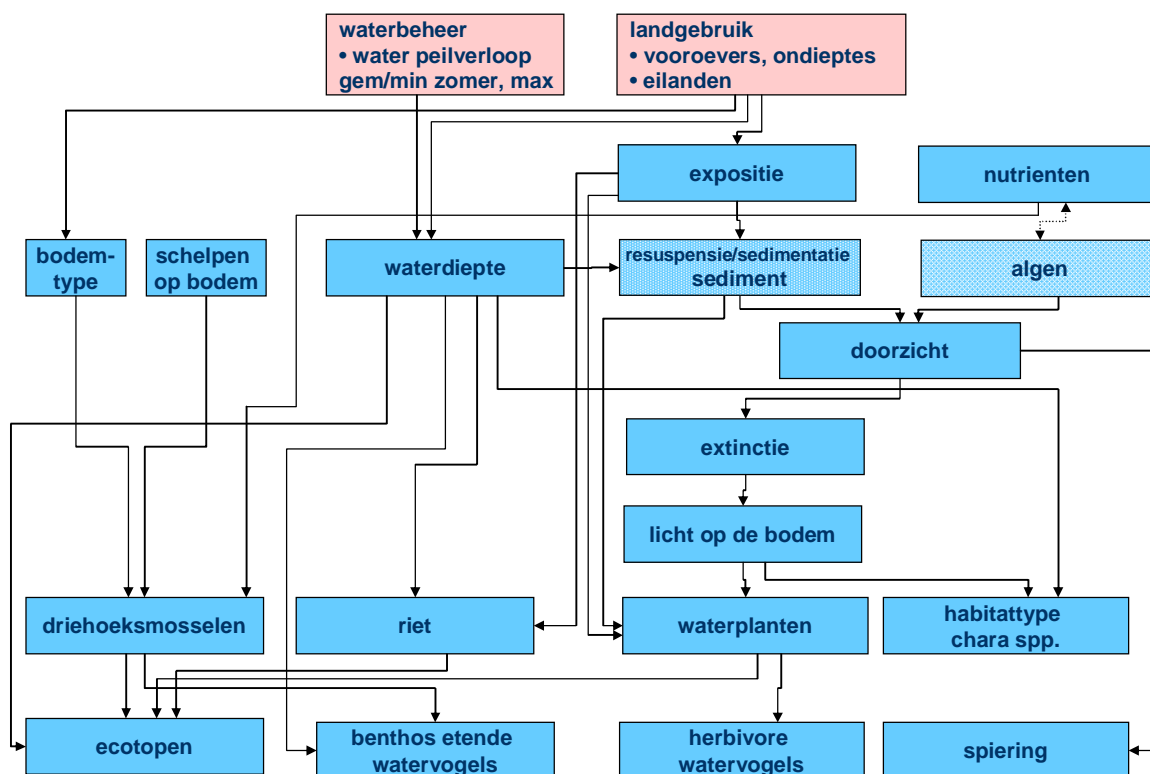 waterbeheer
• water peilverloop
gem/min zomer, max
landgebruik
• vooroevers, ondieptes
• eilanden
expositie
nutrienten
bodem-
type
schelpen
op bodem
waterdiepte
resuspensie/sedimentatie
sediment
algen
doorzicht
extinctie
licht op de bodem
driehoeksmosselen
riet
waterplanten
habitattype
chara spp.
ecotopen
benthos etende
watervogels
herbivore
watervogels
spiering